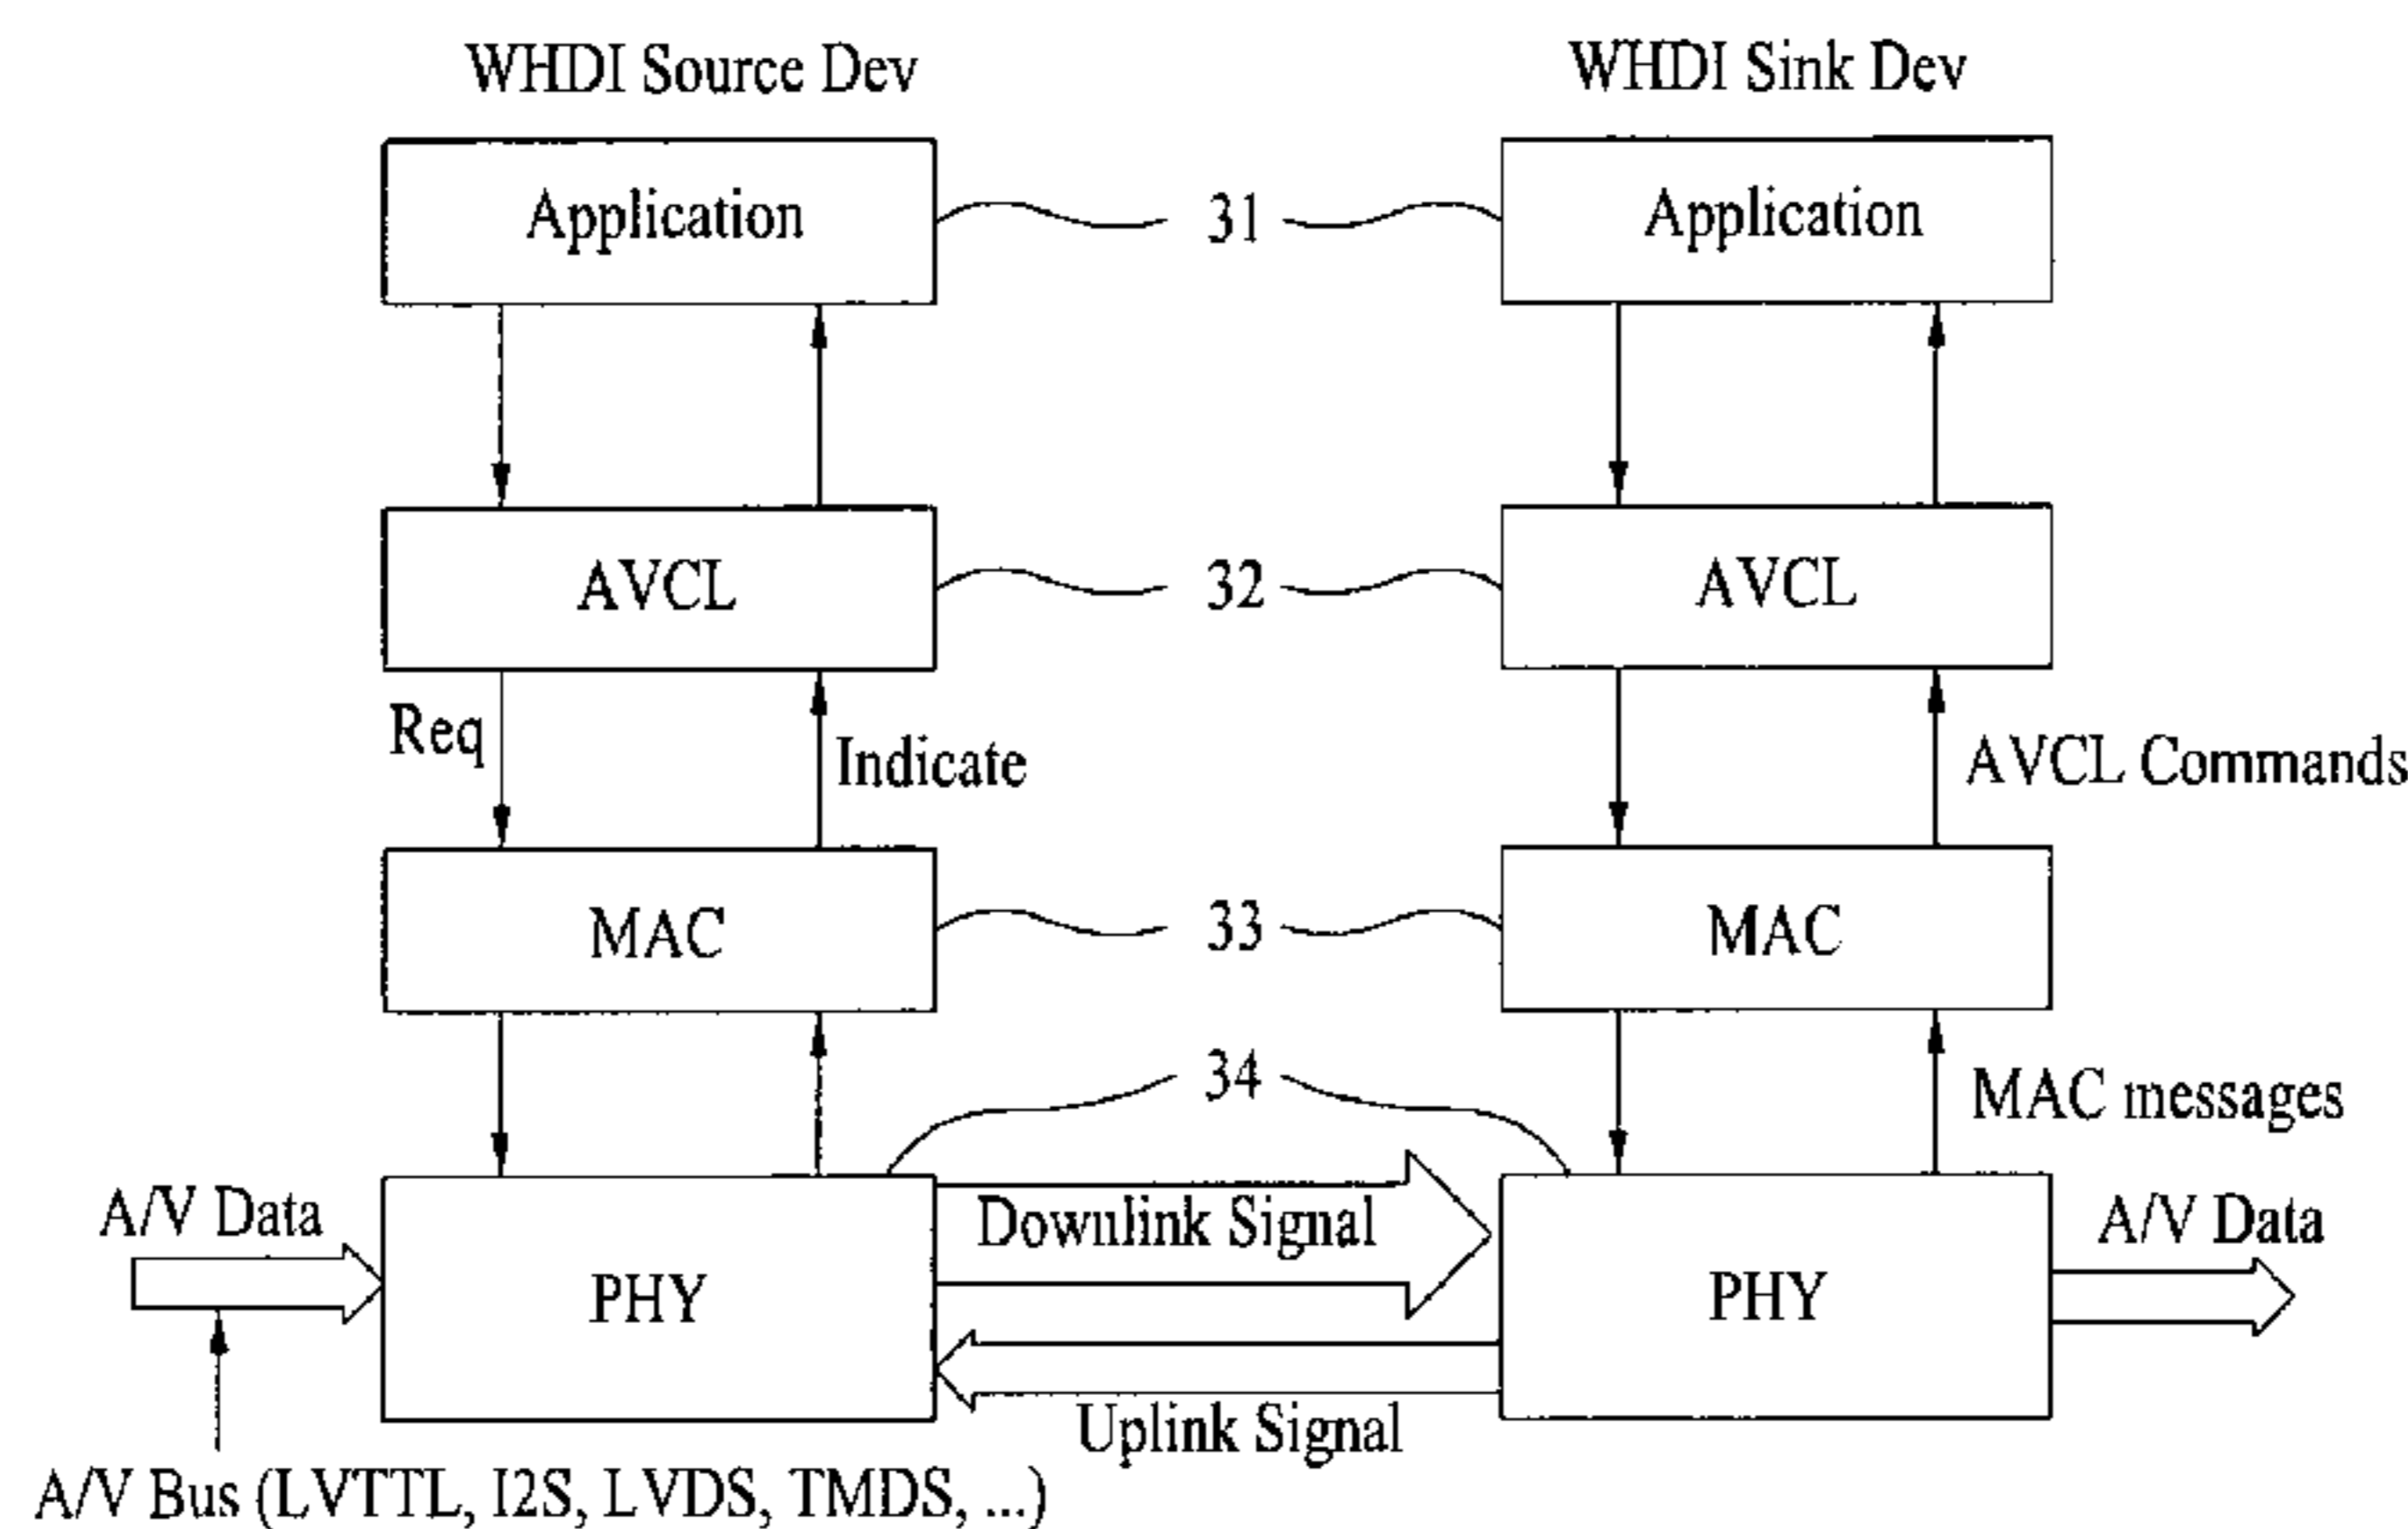 WHDI Source Dev
WHDI Sink Dev
Application
31
Application
AVCL
32
AVCL
Req
Indicate
AVCL Commands
MAC
33
MAC
34
MAC messages
A/V Data
Downlink Signal
A/V Data
PHY
PHY
Uplink Signal
A/V Bus (LVTTL, I2S, LVDS, TMDS, ...)